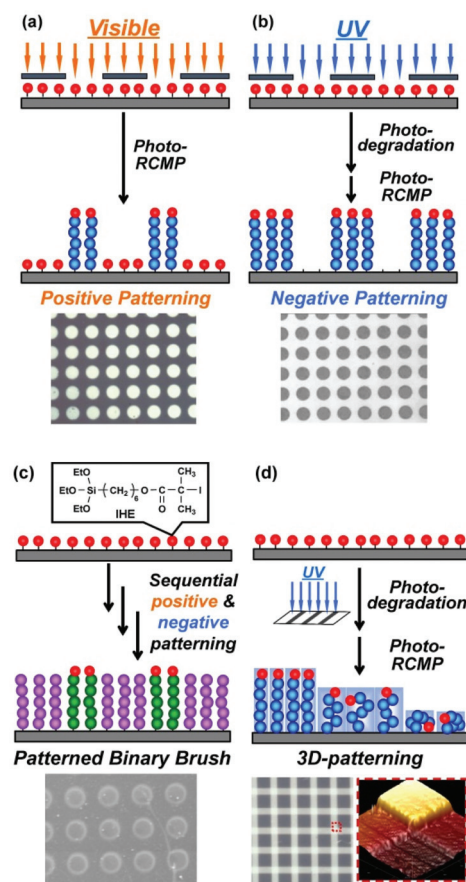 (a)
Visible
Photo-
RCMP
Positive Patterning
(b)
UV
Photo-
degradation
Photo-
RCMP
Negative Patterning
(c)
EtO
EtO
EtO
Si
(CH₂)
6
O
C
O
CH₃
C
I
CH₃
IHE
Sequential
positive &
negative
patterning
Patterned Binary Brush
(d)
UV
Photo-
degradation
Photo-
RCMP
3D-patterning